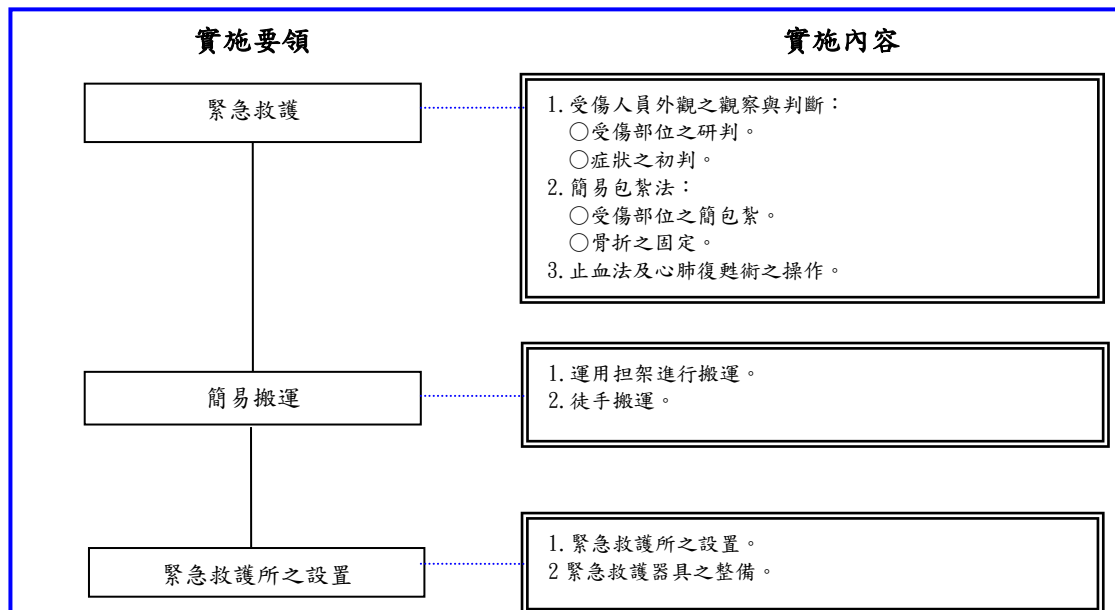 實施要領
實施內容
緊急救護
1. 受傷人員外觀之觀察與判斷：
○受傷部位之研判。
○症狀之初判。
2. 簡易包紮法：
○受傷部位之簡包紮。
○骨折之固定。
3. 止血法及心肺復甦術之操作。
簡易搬運
1. 運用担架進行搬運。
2. 徒手搬運。
緊急救護所之設置
1. 緊急救護所之設置。
2 緊急救護器具之整備。